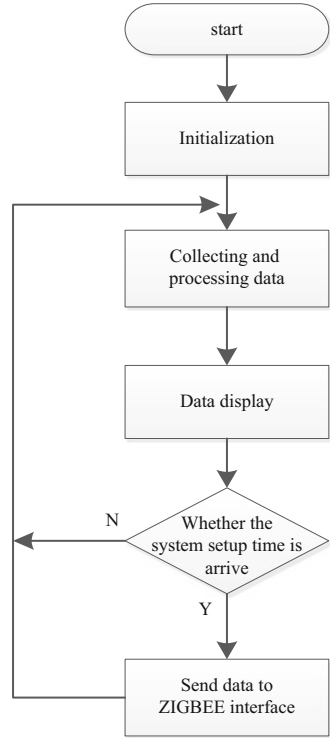 start
Initialization
Collecting and
processing data
Data display
Whether the
system setup time is
arrive
N
Y
Send data to
ZIGBEE interface